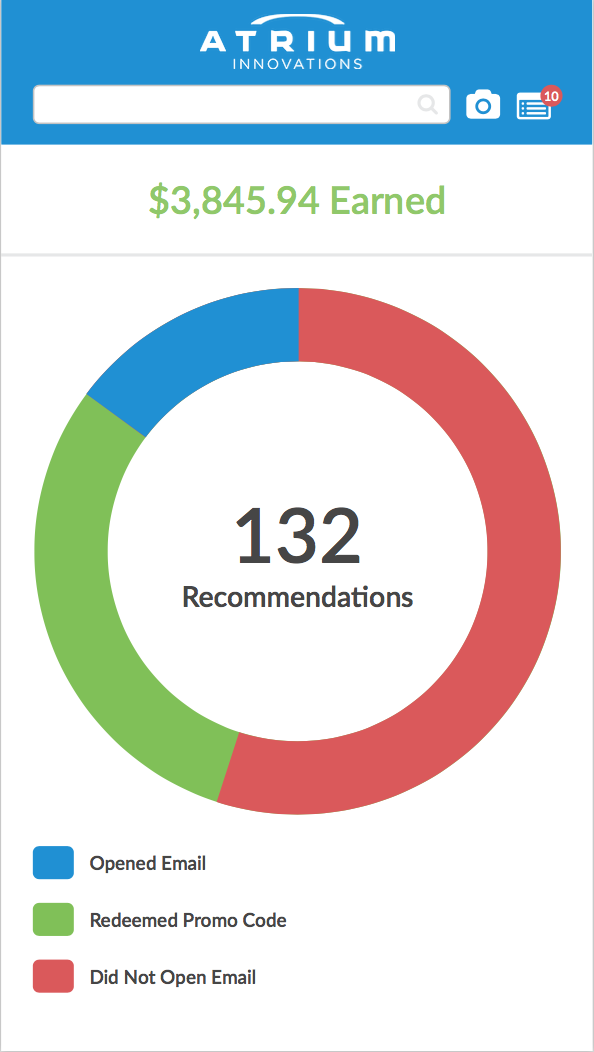 ATRIUM
INNOVATIONS
10
$3,845.94 Earned
132
Recommendations
Opened Email
Redeemed Promo Code
Did Not Open Email